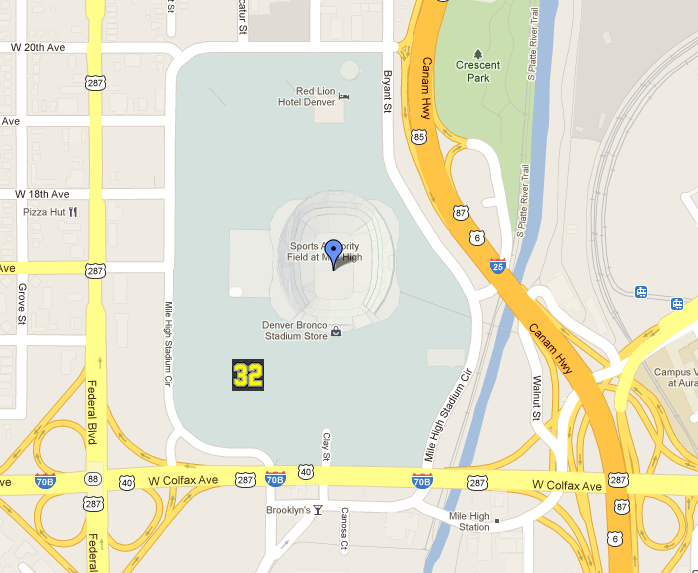 St
catur St
W 20th Ave
287
Canam Hwy
Crescent
Park
S Platte River Trail
Bryant St
Red Lion
Hotel Denver
Ave
85
W 18th Ave
Pizza Hut
S Platte River Trail
87
6
Sports A ority
Field at M High
25
Ave
287
Grove St
Mile High Stadium Cir
Denver Bronco
Stadium Store
32
Canam Hwy
Mile High Stadium Cir
Walnut St
Campus V
at Aura
Federal Blvd
Clay St
70B
88
40
W Colfax Ave
287
70B
40
70B
287
W Colfax Ave
287
ve
287
Brooklyn's
Canosa Ct
Mile High
Station
87
6
Federal